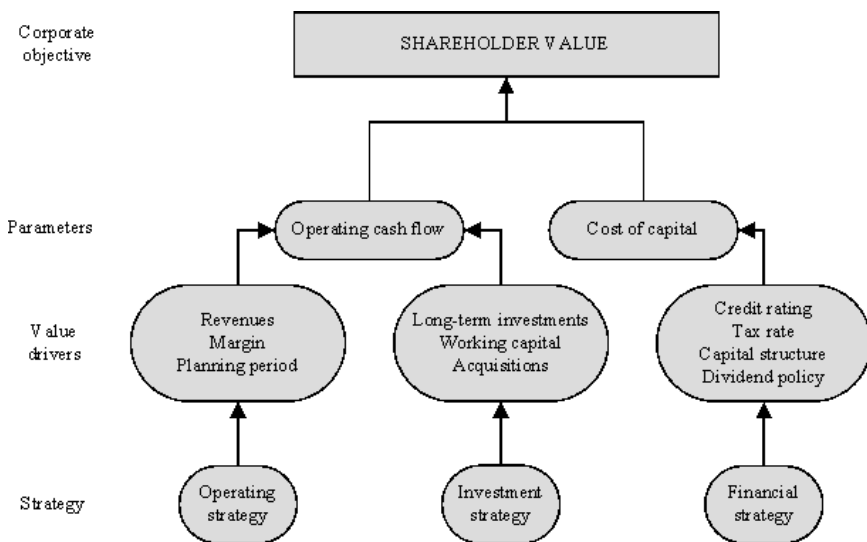 Corporate
objective
SHAREHOLDER VALUE
Parameters
Operating cash flow
Cost of capital
Value
drivers
Revenues
Margin
Planning period
Long-term investments
Working capital
Acquisitions
Credit rating
Tax rate
Capital structure
Dividend policy
Strategy
Operating
strategy
Investment
strategy
Financial
strategy